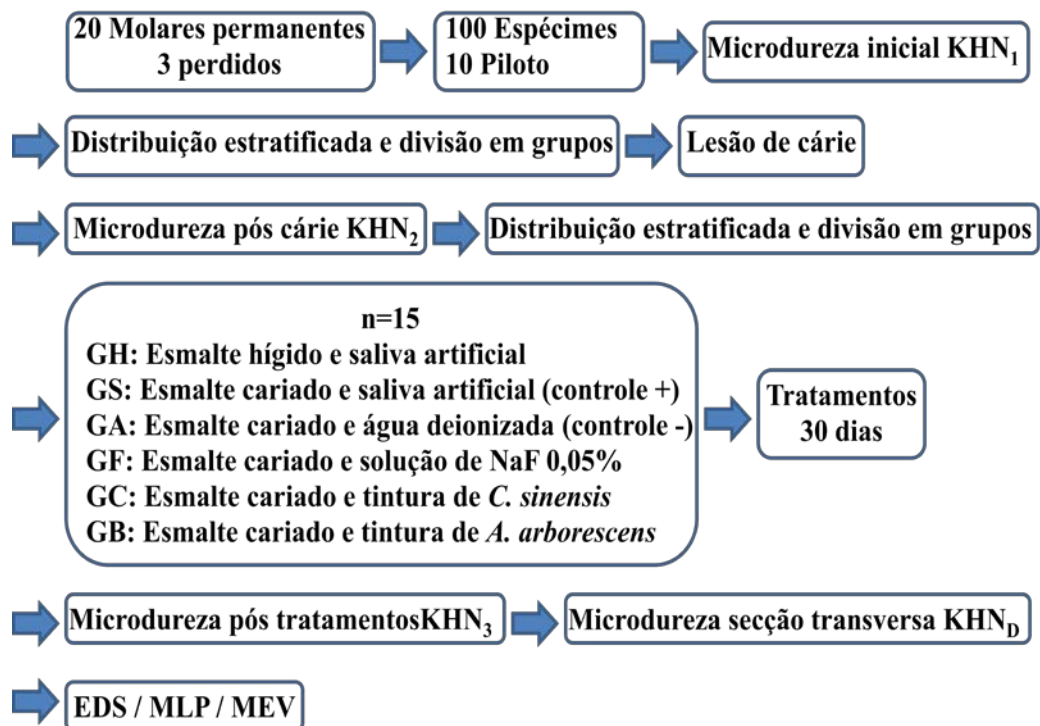 20 Molares permanentes
3 perdidos
100 Espécimes
10 Piloto
Microdureza inicial KHN₁
Distribuição estratificada e divisão em grupos
Lesão de cárie
Microdureza pós cárie KHN₂
Distribuição estratificada e divisão em grupos
n=15
GH: Esmalte hígido e saliva artificial
GS: Esmalte cariado e saliva artificial (controle +)
GA: Esmalte cariado e água deionizada (controle -)
GF: Esmalte cariado e solução de NaF 0,05%
GC: Esmalte cariado e tintura de C. sinensis
GB: Esmalte cariado e tintura de A. arborescens
Tratamentos
30 dias
Microdureza pós tratamentosKHN₃
Microdureza secção transversa KHN_D
EDS / MLP / MEV